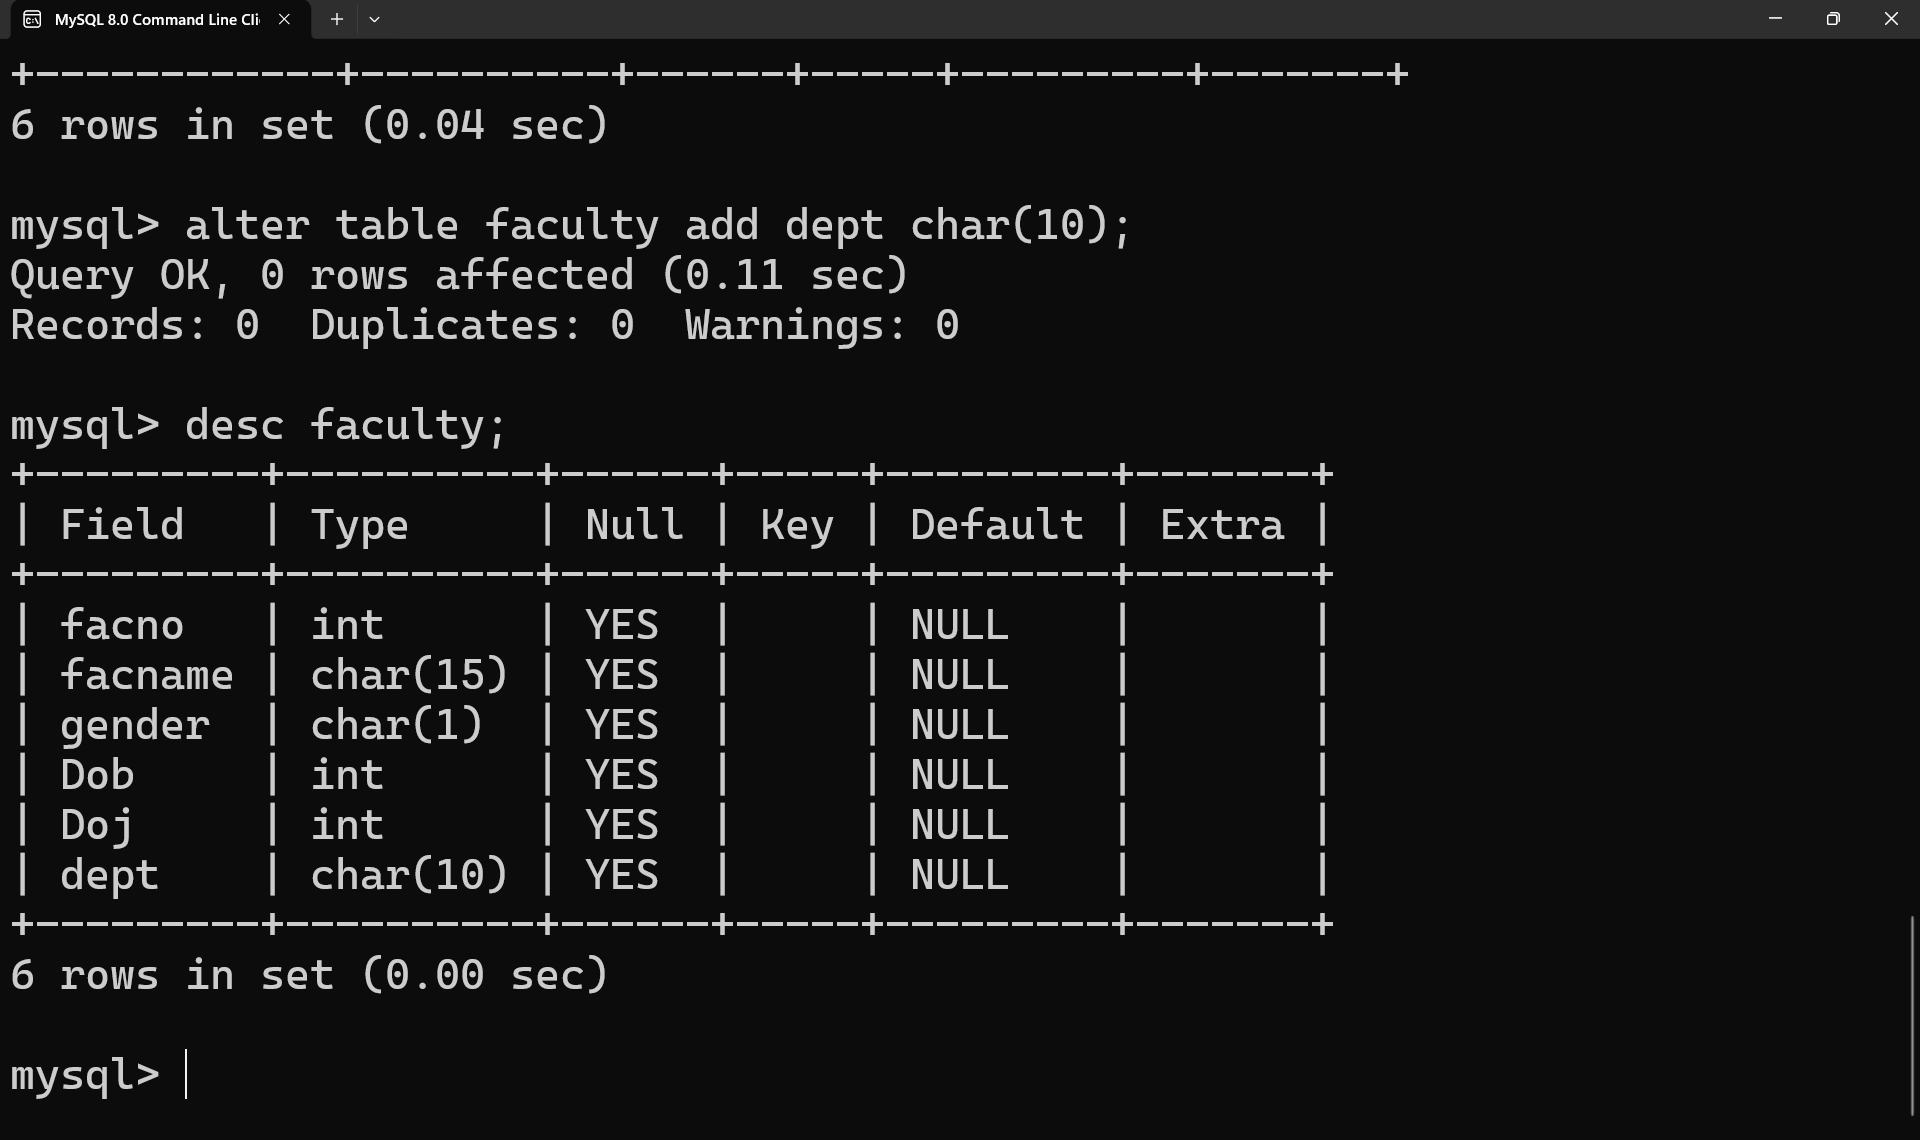 MySQL 8.0 Command Line Cli
+------------+----------+------+-----+---------+-------+
6 rows in set (0.04 sec)
mysql> alter table faculty add dept char(10);
Query OK, 0 rows affected (0.11 sec)
Records: 0  Duplicates: 0  Warnings: 0
mysql> desc faculty;
+---------+----------+------+-----+---------+-------+
| Field   | Type     | Null | Key | Default | Extra |
+---------+----------+------+-----+---------+-------+
| facno   | int      | YES  |     | NULL    |       |
| facname | char(15) | YES  |     | NULL    |       |
| gender  | char(1)  | YES  |     | NULL    |       |
| Dob     | int      | YES  |     | NULL    |       |
| Doj     | int      | YES  |     | NULL    |       |
| dept    | char(10) | YES  |     | NULL    |       |
+---------+----------+------+-----+---------+-------+
6 rows in set (0.00 sec)
mysql>